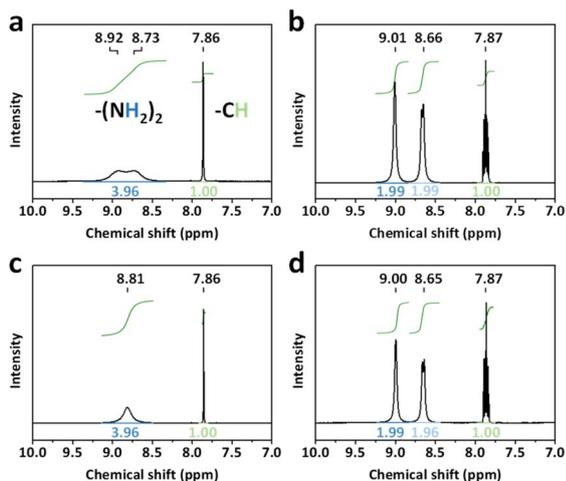 a
8.92 8.73 7.86
-(NH2)2 -CH
3.96 1.00
Intensity
10.0 9.5 9.0 8.5 8.0 7.5 7.0
Chemical shift (ppm)
b
9.01 8.66 7.87
1.99 1.99 1.00
Intensity
10.0 9.5 9.0 8.5 8.0 7.5 7.0
Chemical shift (ppm)
c
8.81 7.86
3.96 1.00
Intensity
10.0 9.5 9.0 8.5 8.0 7.5 7.0
Chemical shift (ppm)
d
9.00 8.65 7.87
1.99 1.96 1.00
Intensity
10.0 9.5 9.0 8.5 8.0 7.5 7.0
Chemical shift (ppm)